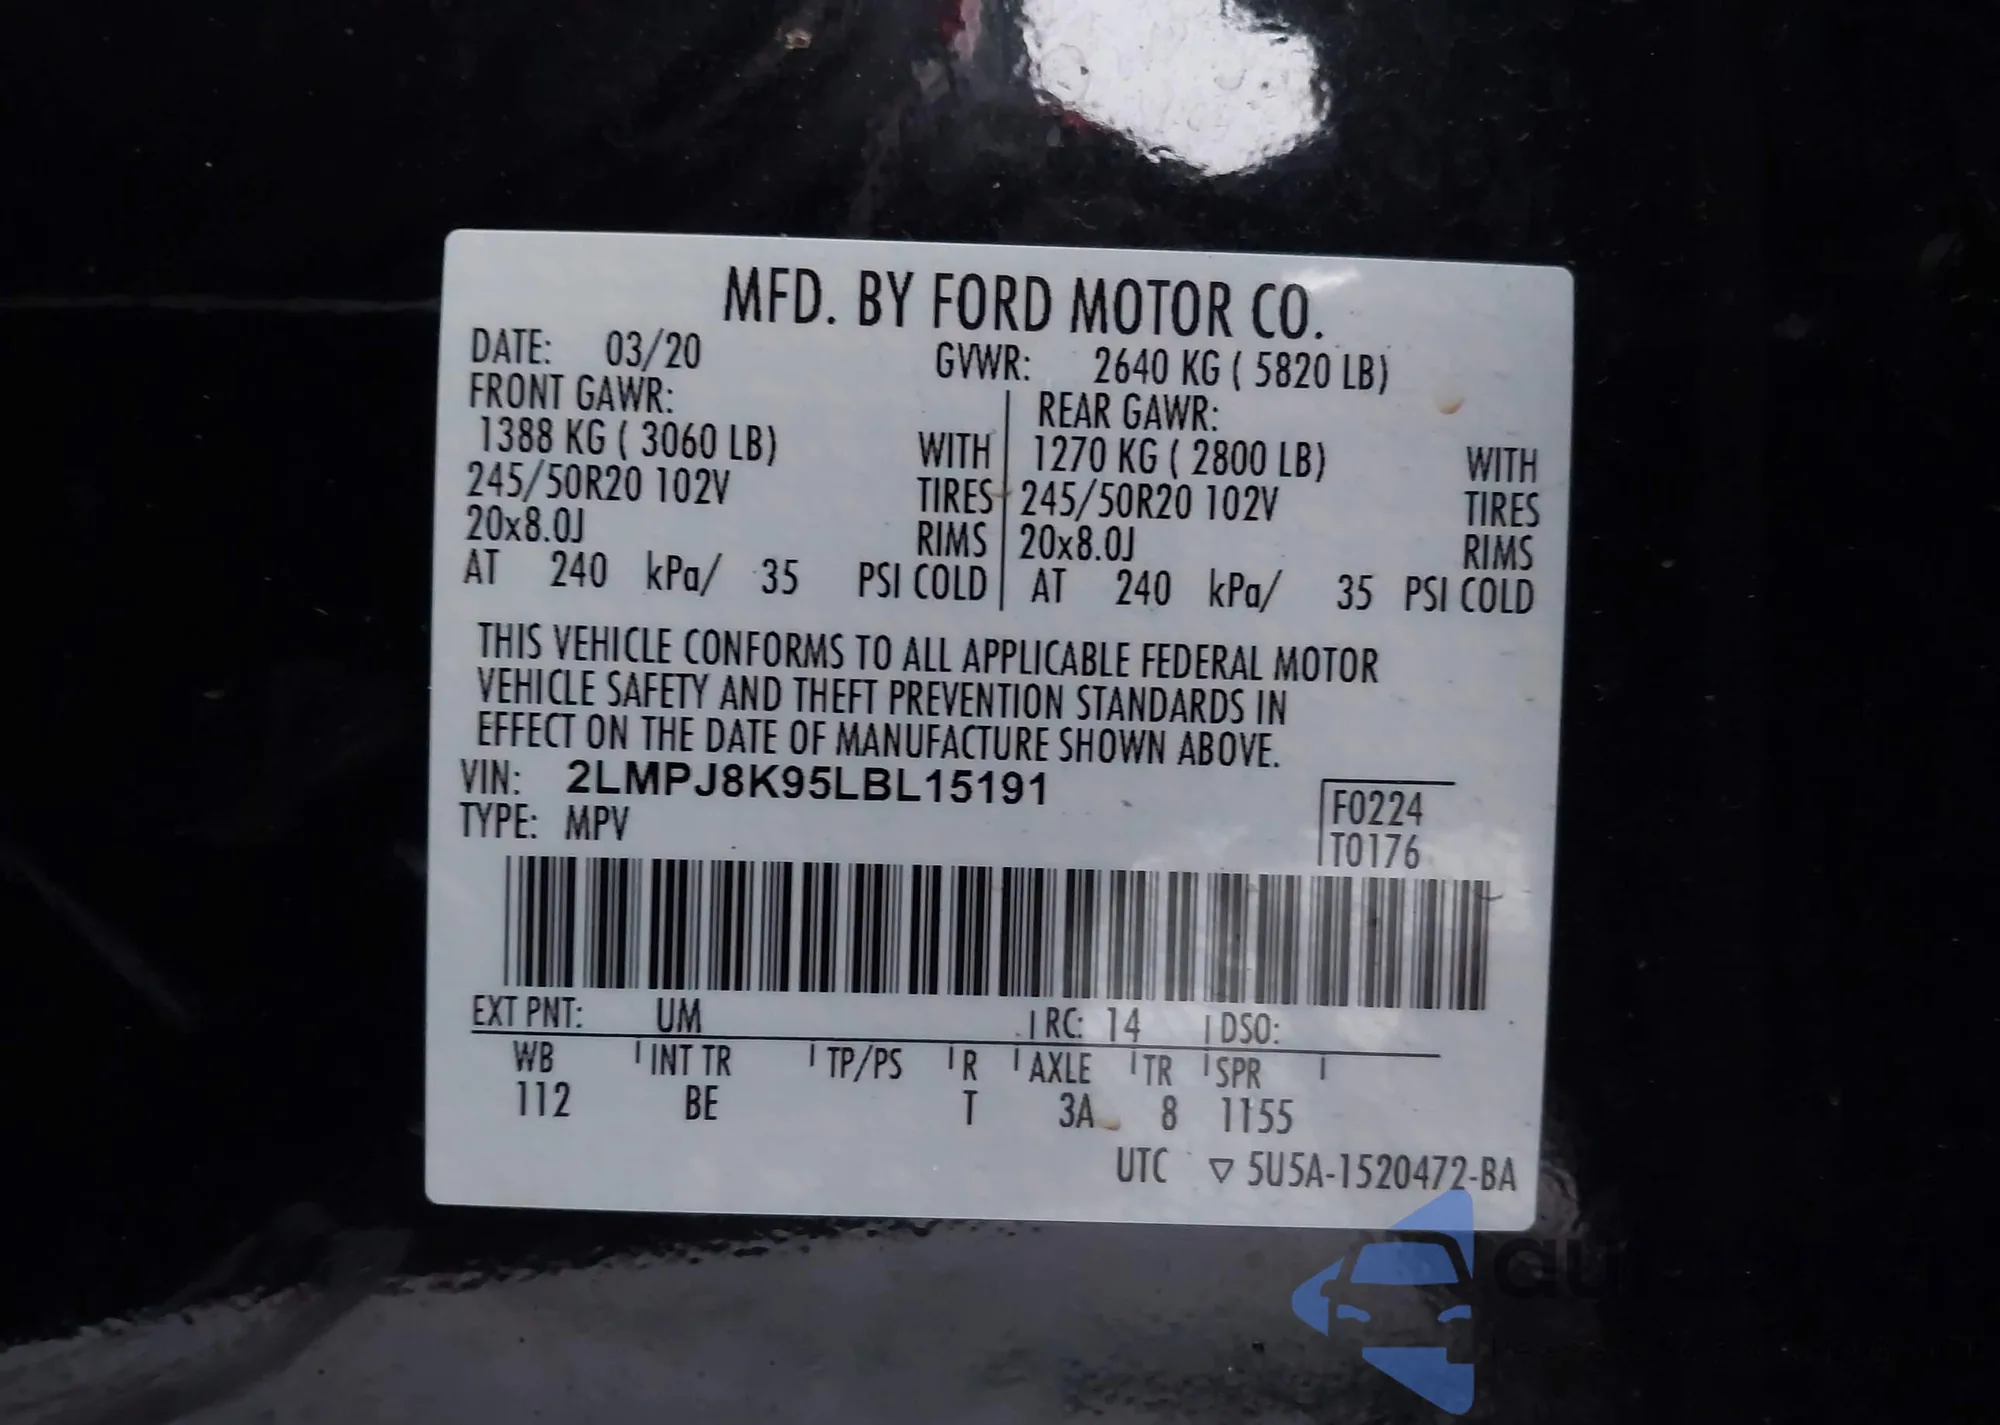 MFD. BY FORD MOTOR CO.
DATE: 03/20 GVWR: 2640 KG ( 5820 LB)
FRONT GAWR: REAR GAWR:
1388 KG ( 3060 LB) WITH 1270 KG ( 2800 LB) WITH
245/50R20 102V TIRES 245/50R20 102V TIRES
20x8.0J RIMS 20x8.0J RIMS
AT 240 kPa/ 35 PSI COLD AT 240 kPa/ 35 PSI COLD
THIS VEHICLE CONFORMS TO ALL APPLICABLE FEDERAL MOTOR
VEHICLE SAFETY AND THEFT PREVENTION STANDARDS IN
EFFECT ON THE DATE OF MANUFACTURE SHOWN ABOVE.
VIN: 2LMPJ8K95LBL15191
F0224
TYPE: MPV
T0176
EXT PNT: UM RC: 14 DSO:
WB INT TR TP/PS R AXLE TR SPR
112 BE T 3A 8 1155
UTC ▽ 5U5A-1520472-BA